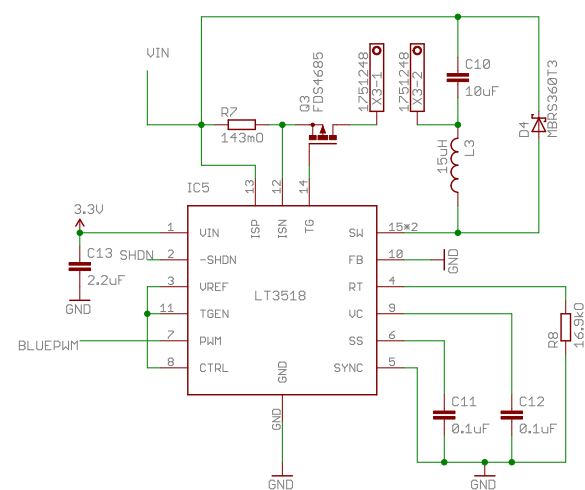 VIN
R7
143mO
Q3
FDS4685
1751248
X3-1
1751248
X3-2
C10
10uF
D4
MBRS360T3
15uH
L3
IC5
13
12
14
3.3V
C13
2.2uF
GND
SHDN
BLUEPWM
1
2
3
11
7
8
VIN
-SHDN
VREF
TGEN
PWM
CTRL
ISP
ISN
TG
LT3518
GND
SW
FB
RT
VC
SS
SYNC
15*2
10
4
9
6
5
GND
R8
16.9kO
C11
0.1uF
C12
0.1uF
GND
GND
GND